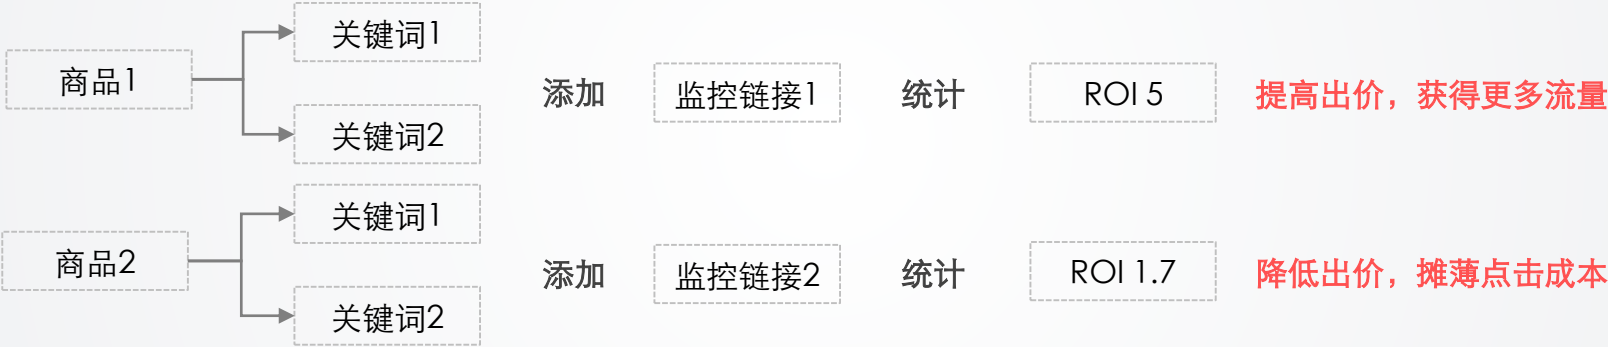 商品1
关键词1
关键词2
添加
监控链接1
统计
ROI 5
提高出价，获得更多流量
商品2
关键词1
关键词2
添加
监控链接2
统计
ROI 1.7
降低出价，摊薄点击成本